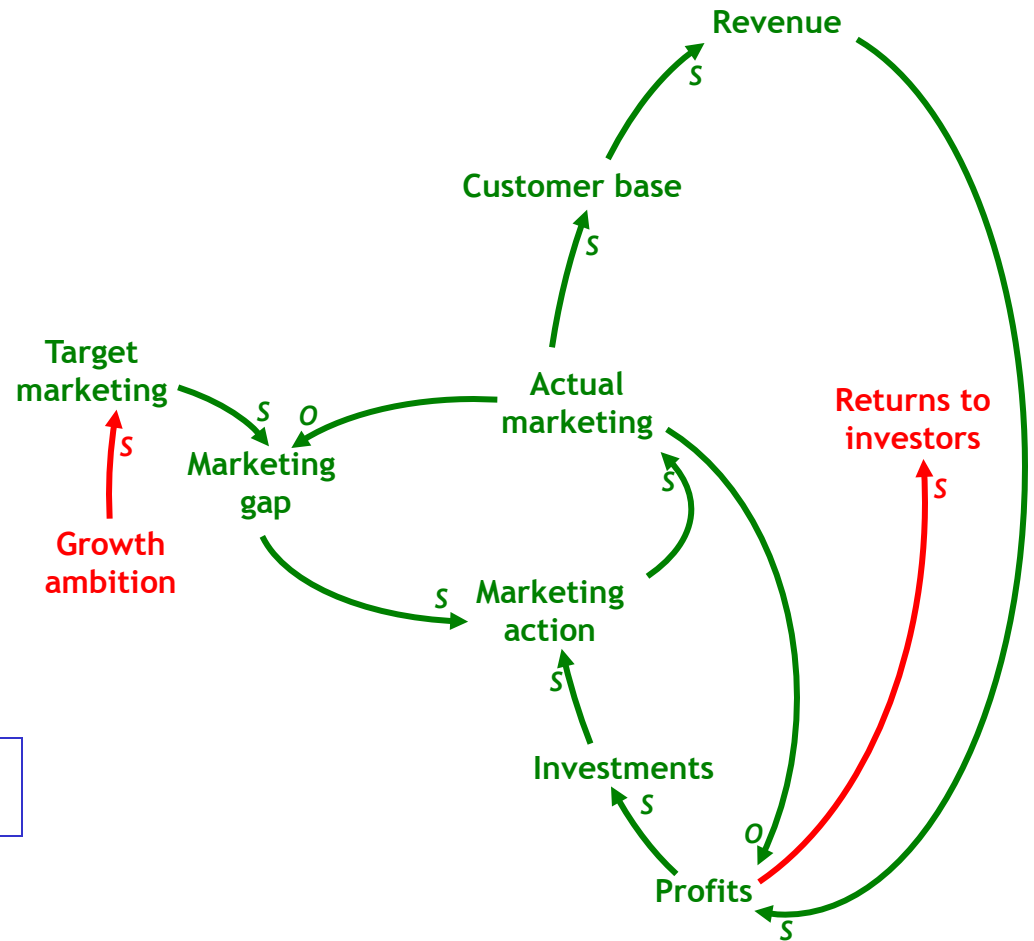 Revenue
S
Customer base
S
Target
marketing
S
O
Actual
marketing
Returns to
investors
S
Marketing
gap
S
S
Growth
ambition
S
Marketing
action
S
Investments
S
O
Profits
S